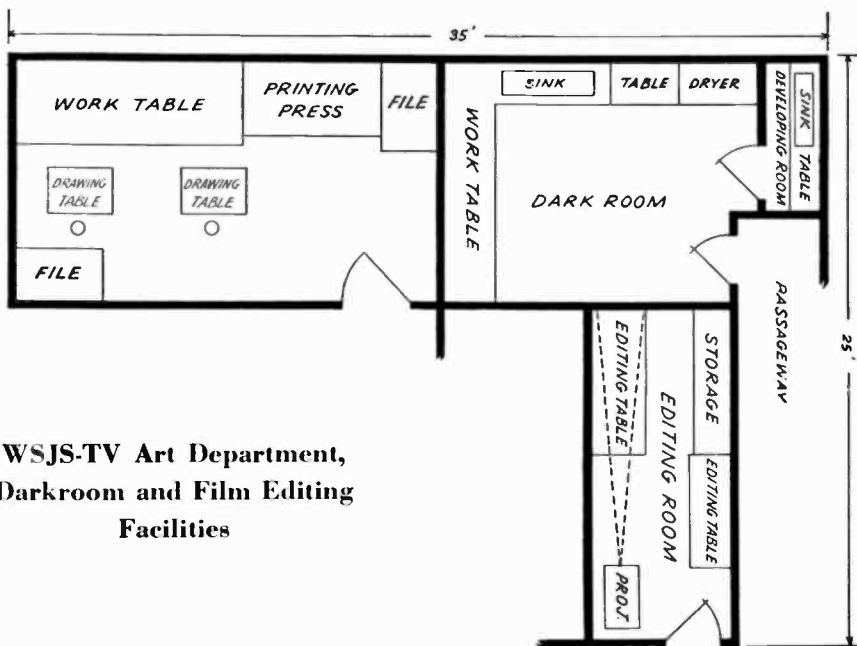 35'
WORK TABLE
PRINTING
PRESS
FILE
DRAWING
TABLE
DRAWING
TABLE
FILE
WORK TABLE
SINK
TABLE
DRYER
DARK ROOM
DEVELOPING ROOM
SINK
TABLE
PASSAGEWAY
25'
EDITING TABLE
STORAGE
EDITING ROOM
EDITING TABLE
PROJ.
WSJS-TV Art Department,
Darkroom and Film Editing
Facilities